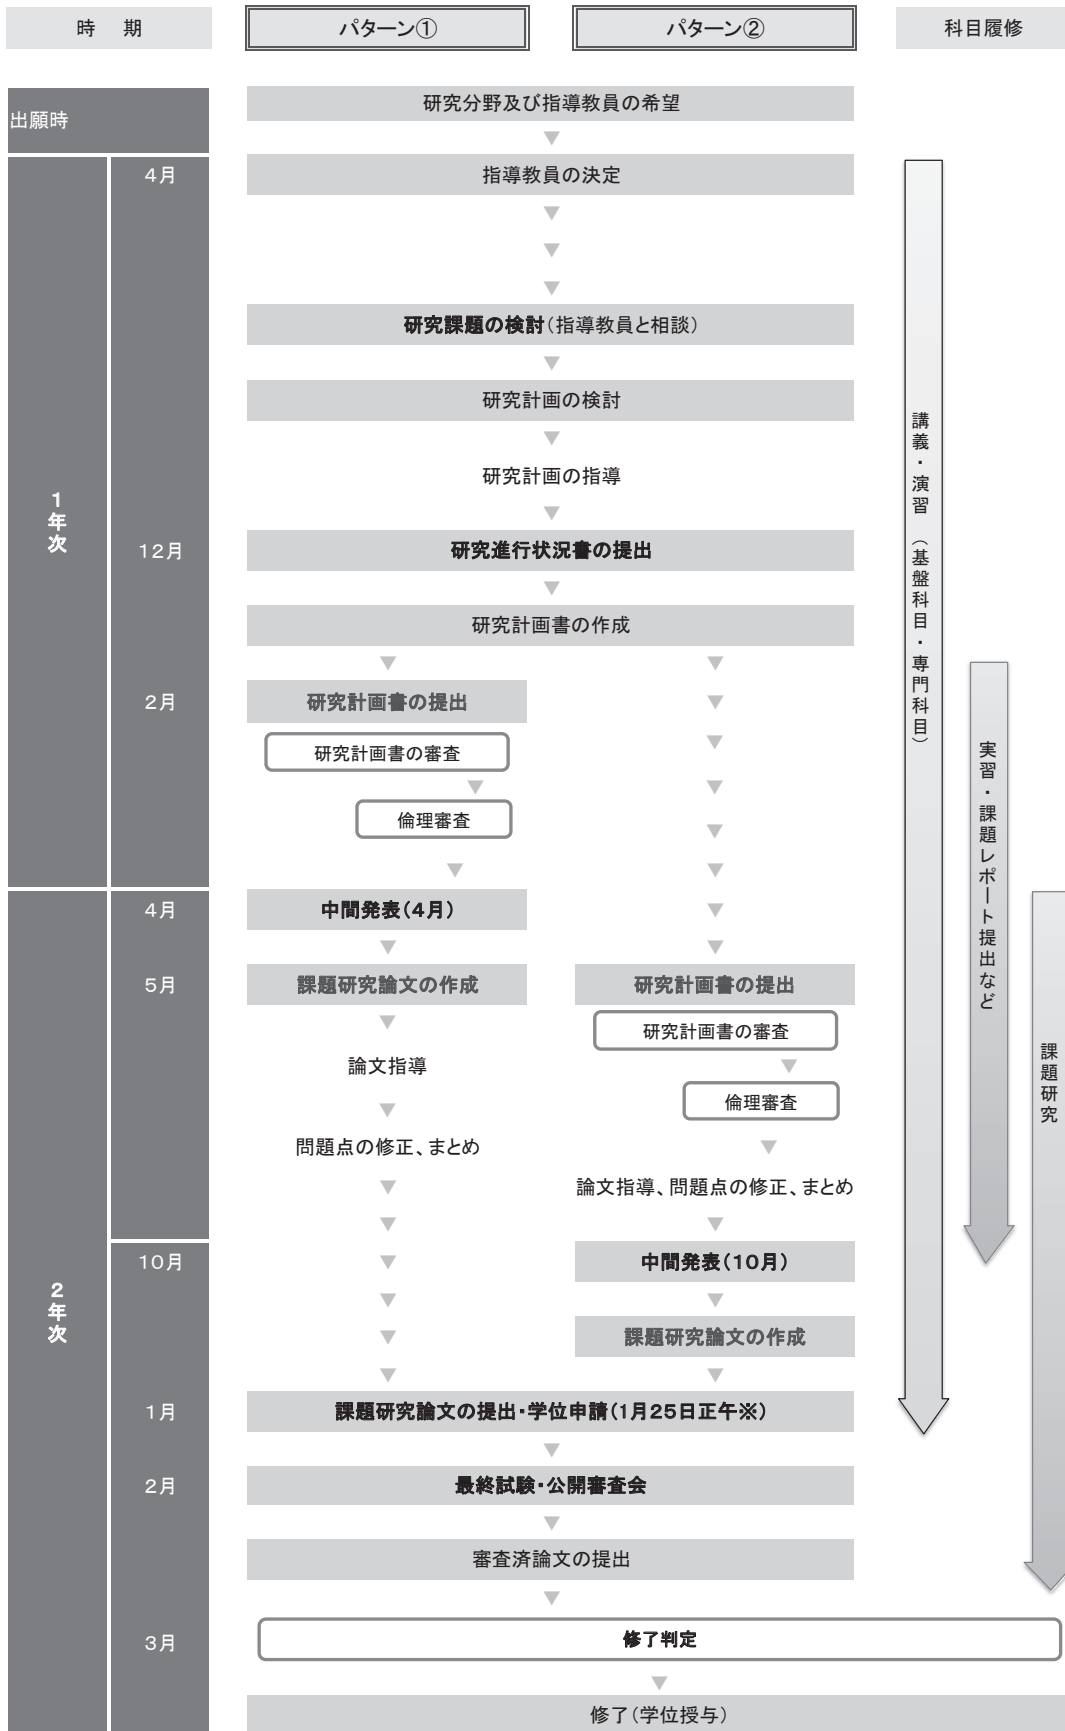 時　期
パターン①
パターン②
科目履修
研究分野及び指導教員の希望
出願時
4月
指導教員の決定
研究課題の検討(指導教員と相談)
研究計画の検討
研究計画の指導
1年次
12月
研究進行状況書の提出
研究計画書の作成
2月
研究計画書の提出
研究計画書の審査
倫理審査
4月
中間発表(4月)
5月
課題研究論文の作成
研究計画書の提出
研究計画書の審査
論文指導
倫理審査
問題点の修正、まとめ
論文指導、問題点の修正、まとめ
10月
中間発表(10月)
2年次
課題研究論文の作成
1月
課題研究論文の提出・学位申請(1月25日正午※)
2月
最終試験・公開審査会
審査済論文の提出
3月
修了判定
修了(学位授与)
講義・演習 (基盤科目・専門科目)
実習・課題レポート提出など
課題研究